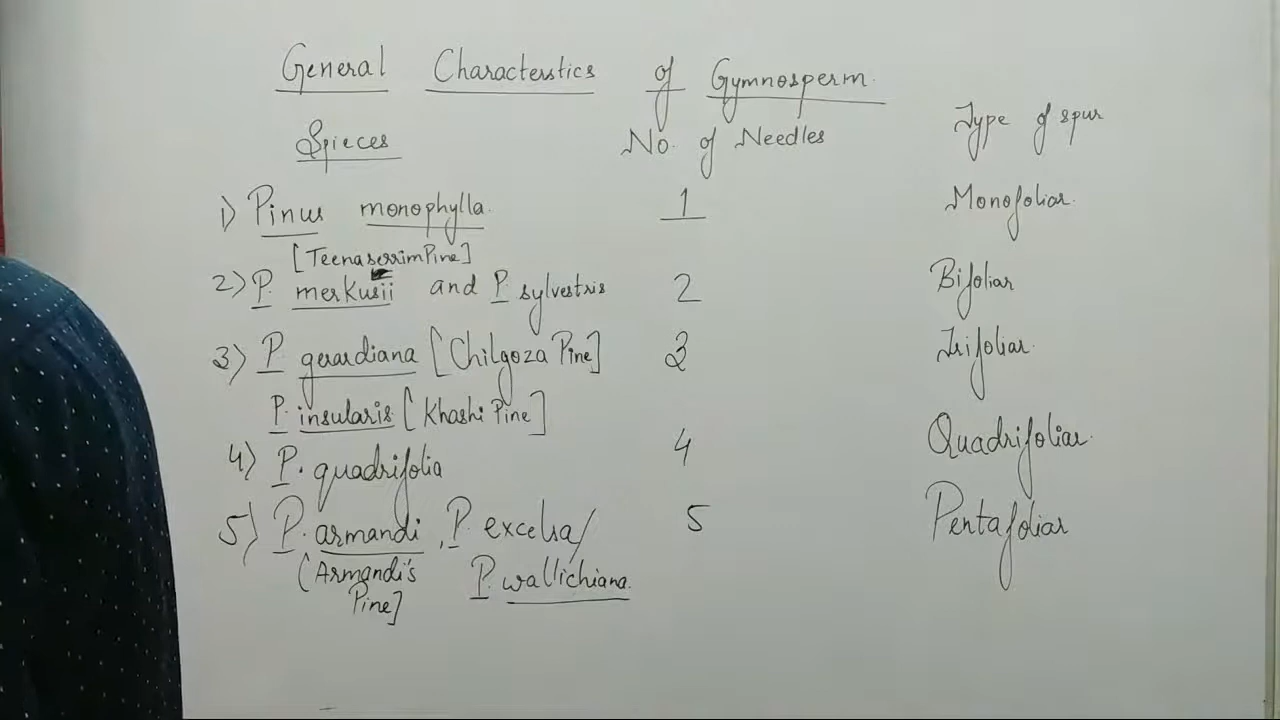 General Characterstics of Gymnosperm.
Spieces No. of Needles Type of spur
1) Pinus monophylla. 1 Monofoliar.
[Teenaserrim Pine]
2) P merkusii and P sylvestris 2 Bifoliar
3) P gerardiana [Chilgoza Pine] 3 Trifoliar.
P. insularis [Khashi Pine]
4) P. quadrifolia 4 Quadrifoliar.
5) P. armandi, P excelsa/ 5 Pentafoliar
(Armandi's P. wallichiana.
Pine]